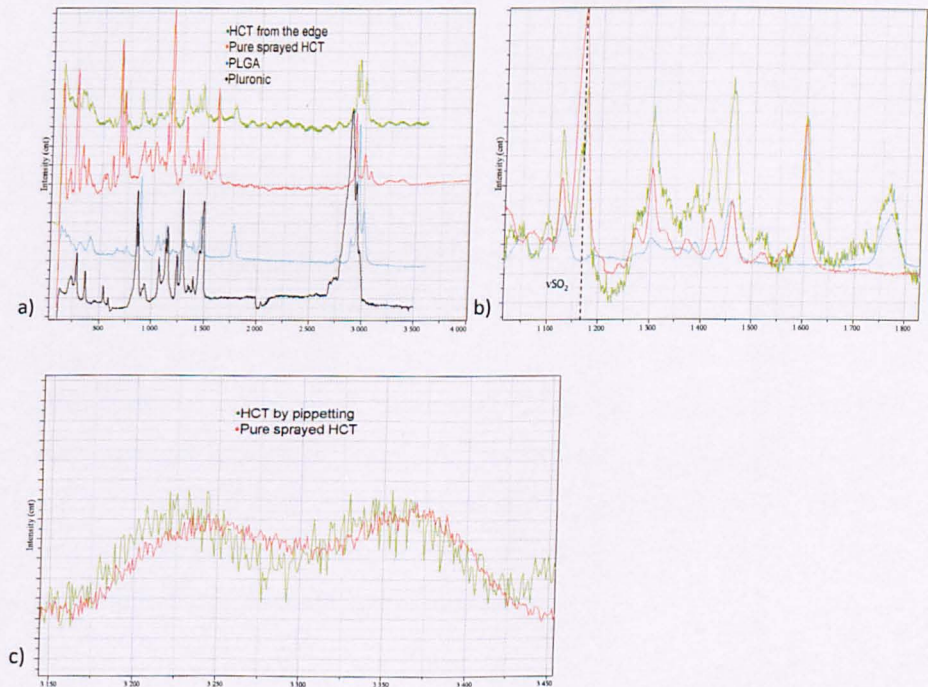 •HCT from the edge
•Pure sprayed HCT
•PLGA
•Pluronic
Intensity (cnt)
a)
500 1 000 1 500 2 000 2 500 3 000 3 500 4 000
Intensity (cnt)
νSO₂
b)
1 100 1 200 1 300 1 400 1 500 1 600 1 700 1 800
•HCT by pippetting
•Pure sprayed HCT
Intensity (cnt)
c)
3 150 3 200 3 250 3 300 3 350 3 400 3 450